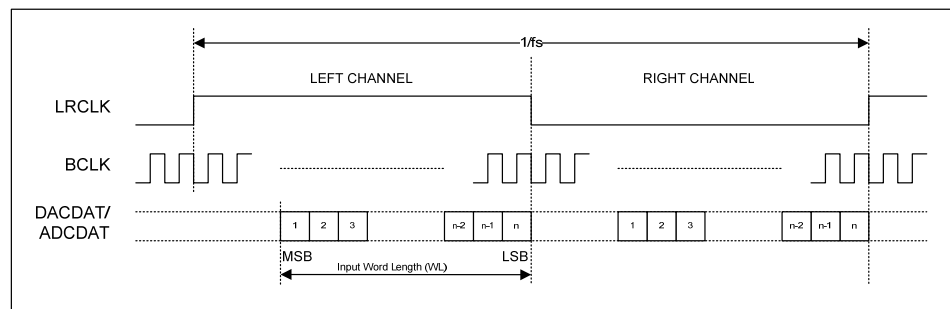 1/fs
LEFT CHANNEL
RIGHT CHANNEL
LRCLK
BCLK
DACDAT/
ADCDAT
1 2 3 n-2 n-1 n 1 2 3 n-2 n-1 n
MSB LSB
Input Word Length (WL)